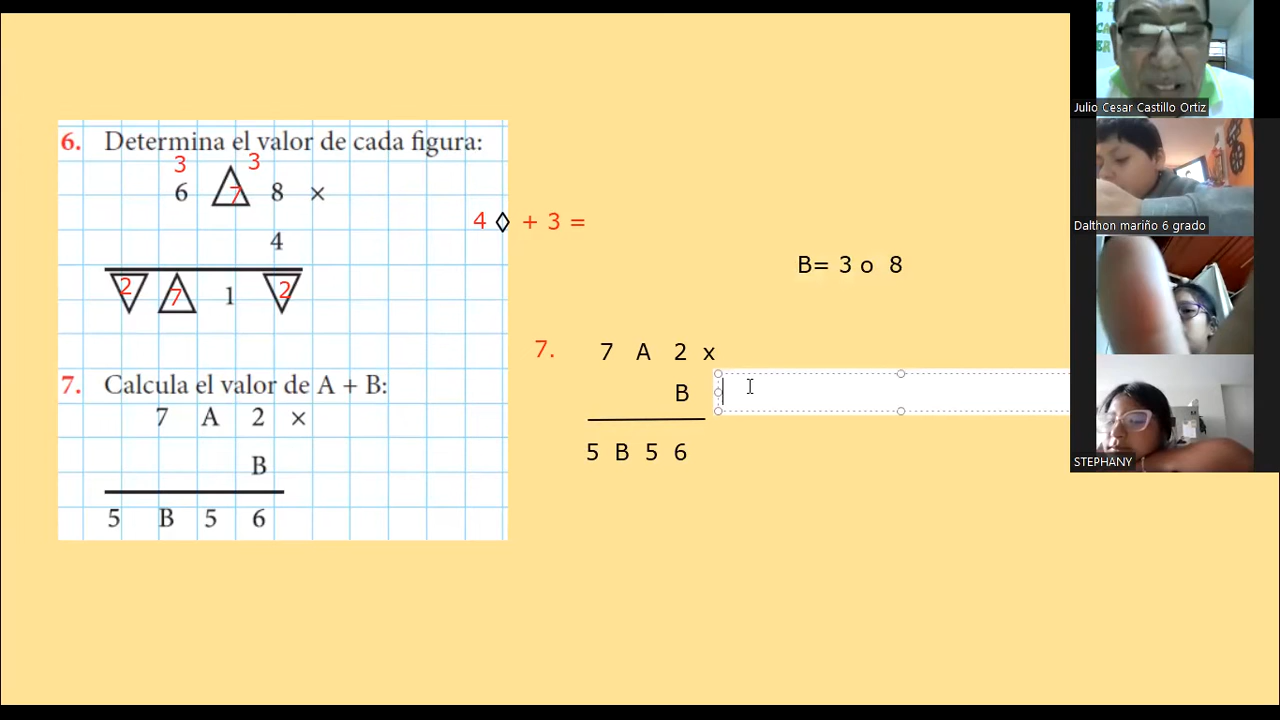 6. Determina el valor de cada figura:
3 3
6 7 8 ×
4
2 7 1 2
4 ◊ + 3 =
B= 3 o 8
7. Calcula el valor de A + B:
7 A 2 ×
B
5 B 5 6
7. 7 A 2 x
B
5 B 5 6
Julio Cesar Castillo Ortiz
Dalthon mariño 6 grado
STEPHANY